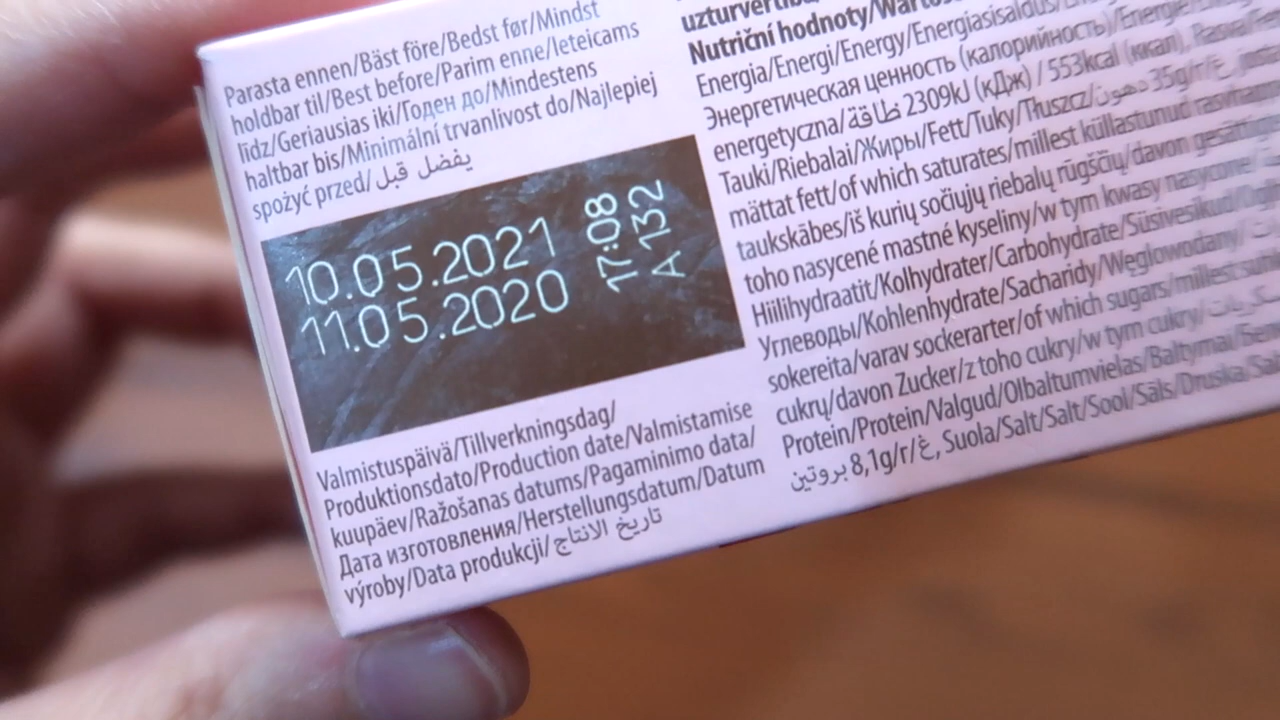 Parasta ennen/Bäst före/Bedst før/Mindst
holdbar til/Best before/Parim enne/Ieteicams
līdz/Geriausias iki/Годен до/Mindestens
haltbar bis/Minimální trvanlivost do/Najlepiej
spożyć przed/يفضل قبل
10.05.2021
11.05.2020
17:08
A 132
Valmistuspäivä/Tillverkningsdag/
Produktionsdato/Production date/Valmistamise
kuupäev/Ražošanas datums/Pagaminimo data/
Дата изготовления/Herstellungsdatum/Datum
výroby/Data produkcji/تاريخ الانتاج
Nutriční hodnoty/
Energia/Energi/Energy/Energiasisaldus/
Энергетическая ценность (калорийность)/Energie/
energetyczna/طاقة 2309kJ (кДж) / 553kcal (ккал),
Tauki/Riebalai/Жиры/Fett/Tuky/Tłuszcz/دهون 35g/r/غ,
mättat fett/of which saturates/millest küllastunud
taukskābes/iš kurių sočiųjų riebalų rūgščių/davon
toho nasycené mastné kyseliny/w tym kwasy nasycone/
Hiilihydraatit/Kolhydrater/Carbohydrate/Süsivesikud/
Углеводы/Kohlenhydrate/Sacharidy/Węglowodany/
sokereita/varav sockerarter/of which sugars/millest
cukrų/davon Zucker/z toho cukry/w tym cukry/سكريات
Protein/Protein/Valgud/Olbaltumvielas/Baltymai/
بروتين 8,1g/r/غ, Suola/Salt/Salt/Sool/Sāls/Druska/